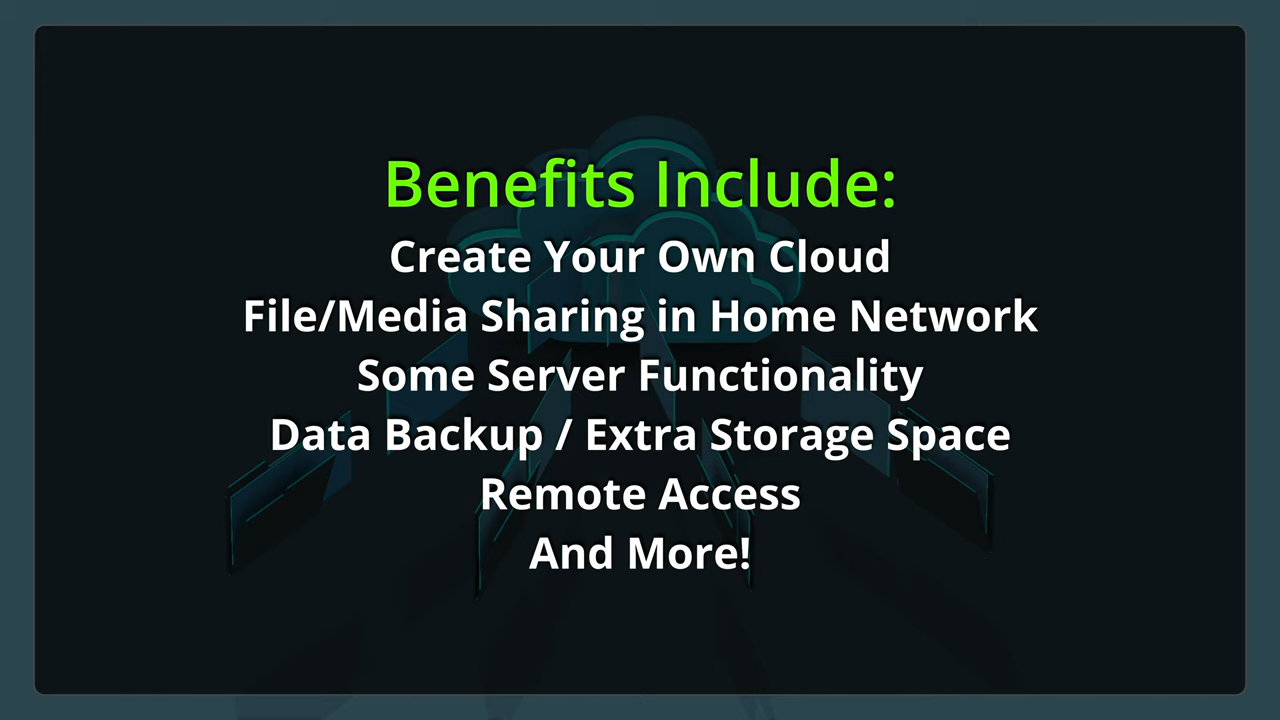 Benefits Include:
Create Your Own Cloud
File/Media Sharing in Home Network
Some Server Functionality
Data Backup / Extra Storage Space
Remote Access
And More!